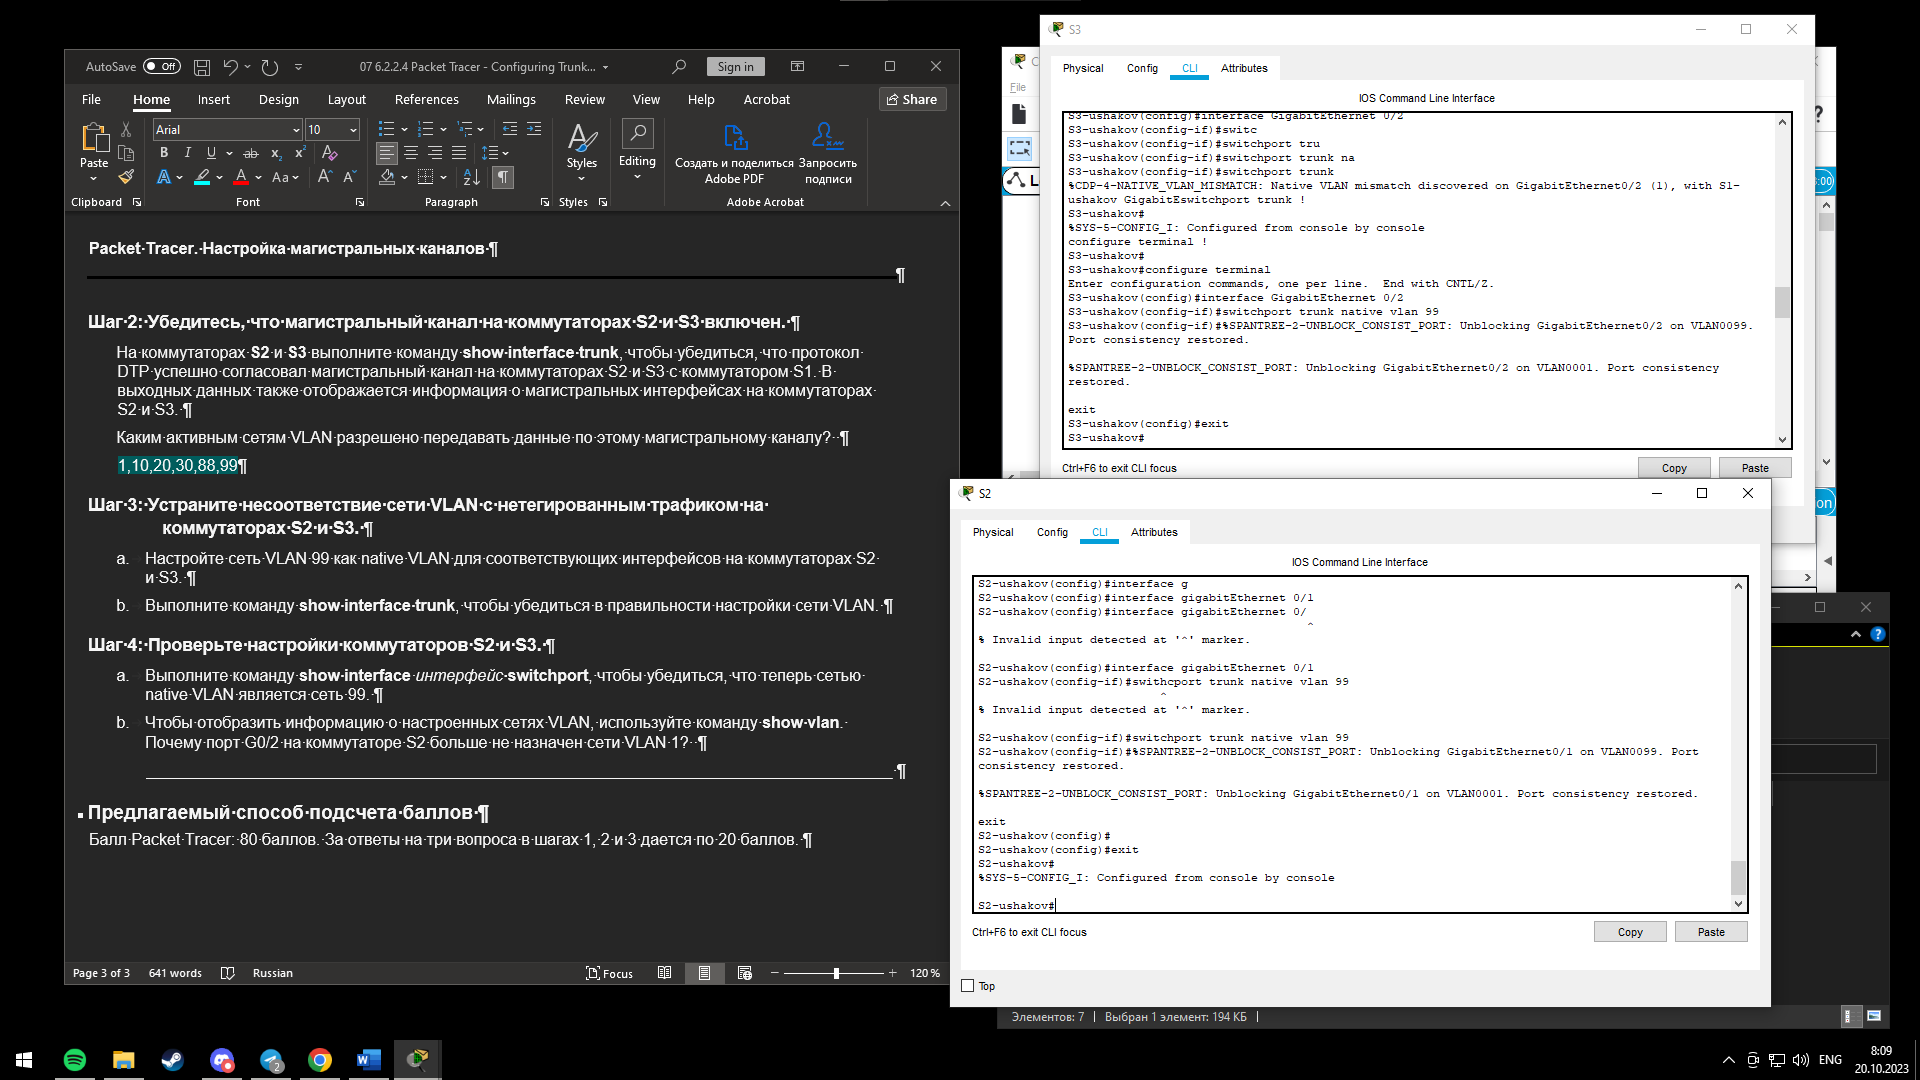 AutoSave Off 07 6.2.2.4 Packet Tracer - Configuring Trunk... Sign in
File Home Insert Design Layout References Mailings Review View Help Acrobat Share
Arial 10
Paste
Clipboard
Font
Paragraph
Styles
Styles
Editing
Создать и поделиться Adobe PDF
Запросить подписи
Adobe Acrobat
Packet·Tracer.·Настройка·магистральных·каналов·¶
¶
Шаг·2:·Убедитесь,·что·магистральный·канал·на·коммутаторах·S2·и·S3·включен.·¶
На·коммутаторах·S2·и·S3·выполните·команду·show·interface·trunk,·чтобы·убедиться,·что·протокол·
DTP·успешно·согласовал·магистральный·канал·на·коммутаторах·S2·и·S3·с·коммутатором·S1.·В·
выходных·данных·также·отображается·информация·о·магистральных·интерфейсах·на·коммутаторах·
S2·и·S3.·¶
Каким·активным·сетям·VLAN·разрешено·передавать·данные·по·этому·магистральному·каналу?··¶
1,10,20,30,88,99¶
Шаг·3:·Устраните·несоответствие·сети·VLAN·с·нетегированным·трафиком·на·
коммутаторах·S2·и·S3.·¶
a. Настройте·сеть·VLAN·99·как·native·VLAN·для·соответствующих·интерфейсов·на·коммутаторах·S2·
и·S3.·¶
b. Выполните·команду·show·interface·trunk,·чтобы·убедиться·в·правильности·настройки·сети·VLAN.·¶
Шаг·4:·Проверьте·настройки·коммутаторов·S2·и·S3.·¶
a. Выполните·команду·show·interface·интерфейс·switchport,·чтобы·убедиться,·что·теперь·сетью·
native·VLAN·является·сеть·99.·¶
b. Чтобы·отобразить·информацию·о·настроенных·сетях·VLAN,·используйте·команду·show·vlan.·
Почему·порт·G0/2·на·коммутаторе·S2·больше·не·назначен·сети·VLAN·1?··¶
·¶
Предлагаемый·способ·подсчета·баллов·¶
Балл·Packet·Tracer:·80·баллов.·За·ответы·на·три·вопроса·в·шагах·1,·2·и·3·дается·по·20·баллов.·¶
Page 3 of 3 641 words Russian Focus 120 %
S3
File
Physical Config CLI Attributes
IOS Command Line Interface
S3-ushakov(config)#interface GigabitEthernet 0/2
S3-ushakov(config-if)#switc
S3-ushakov(config-if)#switchport tru
S3-ushakov(config-if)#switchport trunk na
S3-ushakov(config-if)#switchport trunk
%CDP-4-NATIVE_VLAN_MISMATCH: Native VLAN mismatch discovered on GigabitEthernet0/2 (1), with S1-
ushakov GigabitEswitchport trunk !
S3-ushakov#
%SYS-5-CONFIG_I: Configured from console by console
configure terminal !
S3-ushakov#
S3-ushakov#configure terminal
Enter configuration commands, one per line.  End with CNTL/Z.
S3-ushakov(config)#interface GigabitEthernet 0/2
S3-ushakov(config-if)#switchport trunk native vlan 99
S3-ushakov(config-if)#%SPANTREE-2-UNBLOCK_CONSIST_PORT: Unblocking GigabitEthernet0/2 on VLAN0099.
Port consistency restored.
%SPANTREE-2-UNBLOCK_CONSIST_PORT: Unblocking GigabitEthernet0/2 on VLAN0001. Port consistency
restored.
exit
S3-ushakov(config)#exit
S3-ushakov#
Ctrl+F6 to exit CLI focus Copy Paste
S2
Physical Config CLI Attributes
IOS Command Line Interface
S2-ushakov(config)#interface g
S2-ushakov(config)#interface gigabitEthernet 0/1
S2-ushakov(config)#interface gigabitEthernet 0/
^
% Invalid input detected at '^' marker.
S2-ushakov(config)#interface gigabitEthernet 0/1
S2-ushakov(config-if)#swithcport trunk native vlan 99
^
% Invalid input detected at '^' marker.
S2-ushakov(config-if)#switchport trunk native vlan 99
S2-ushakov(config-if)#%SPANTREE-2-UNBLOCK_CONSIST_PORT: Unblocking GigabitEthernet0/1 on VLAN0099. Port
consistency restored.
%SPANTREE-2-UNBLOCK_CONSIST_PORT: Unblocking GigabitEthernet0/1 on VLAN0001. Port consistency restored.
exit
S2-ushakov(config)#
S2-ushakov(config)#exit
S2-ushakov#
%SYS-5-CONFIG_I: Configured from console by console
S2-ushakov#
Ctrl+F6 to exit CLI focus Copy Paste
Top
Элементов: 7 Выбран 1 элемент: 194 КБ
2
ENG
8:09
20.10.2023